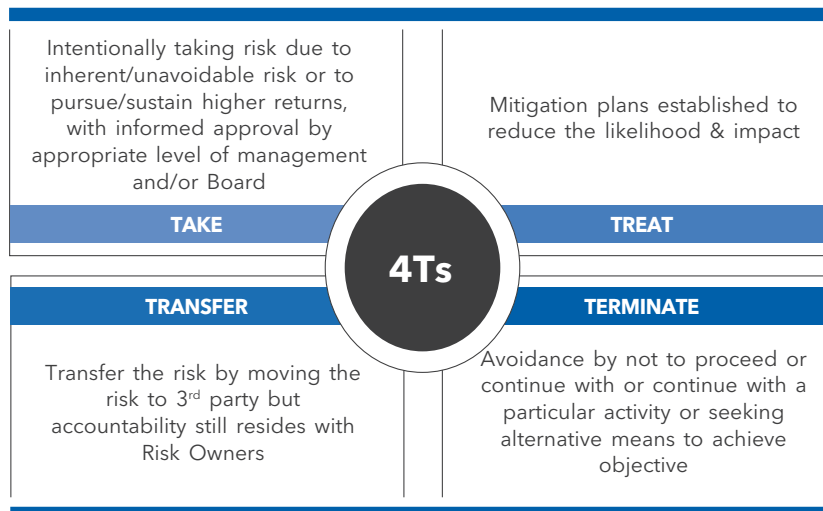 Intentionally taking risk due to
inherent/unavoidable risk or to
pursue/sustain higher returns,
with informed approval by
appropriate level of management
and/or Board
TAKE
Mitigation plans established to
reduce the likelihood & impact
TREAT
4Ts
TRANSFER
Transfer the risk by moving the
risk to 3rd party but
accountability still resides with
Risk Owners
TERMINATE
Avoidance by not to proceed or
continue with or continue with a
particular activity or seeking
alternative means to achieve
objective